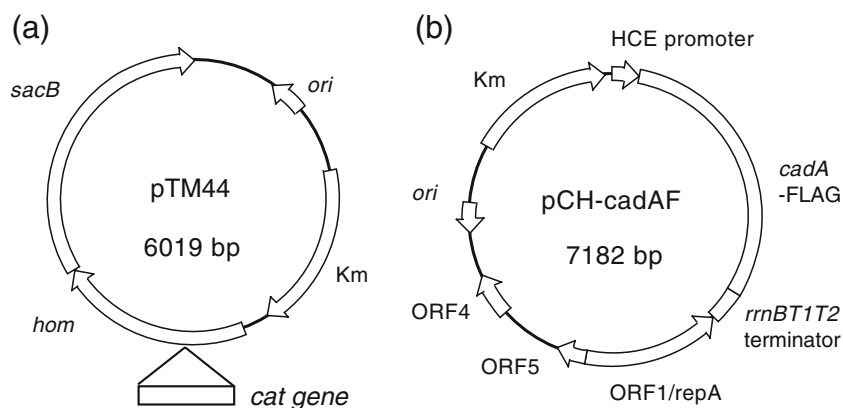 (a)
sacB
ori
pTM44
6019 bp
Km
hom
cat gene
(b)
HCE promoter
Km
cadA
-FLAG
ori
pCH-cadAF
7182 bp
rrnBT1T2
terminator
ORF4
ORF5
ORF1/repA